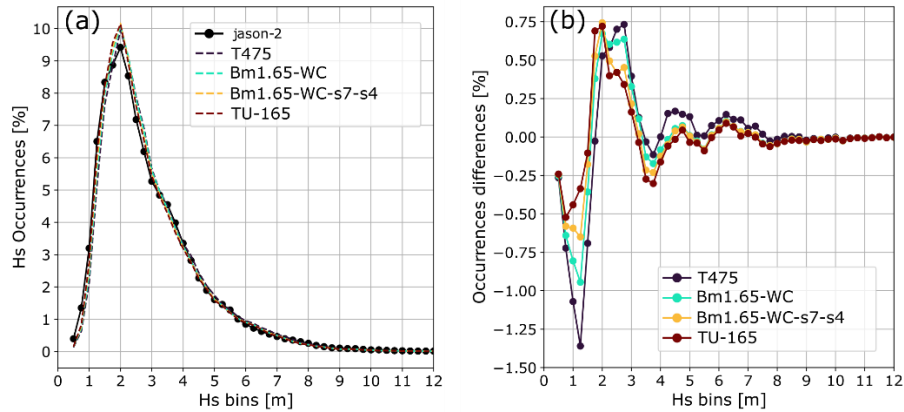 (a)
jason-2
T475
Bm1.65-WC
Bm1.65-WC-s7-s4
TU-165
Hs Occurrences [%]
10
9
8
7
6
5
4
3
2
1
0
0 1 2 3 4 5 6 7 8 9 10 11 12
Hs bins [m]
(b)
Occurrences differences [%]
0.75
0.50
0.25
0.00
−0.25
−0.50
−0.75
−1.00
−1.25
−1.50
T475
Bm1.65-WC
Bm1.65-WC-s7-s4
TU-165
0 1 2 3 4 5 6 7 8 9 10 11 12
Hs bins [m]